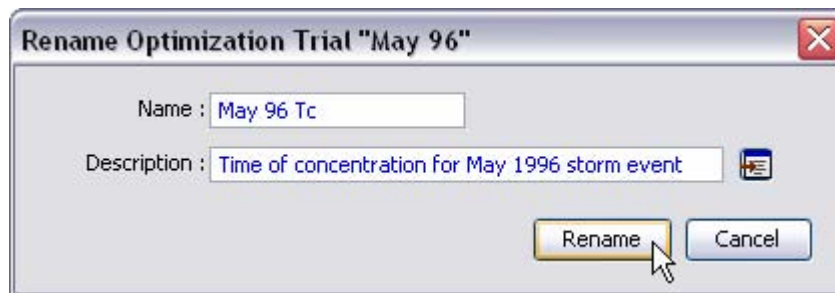 Rename Optimization Trial "May 96"
Name : May 96 Tc
Description : Time of concentration for May 1996 storm event
Rename Cancel